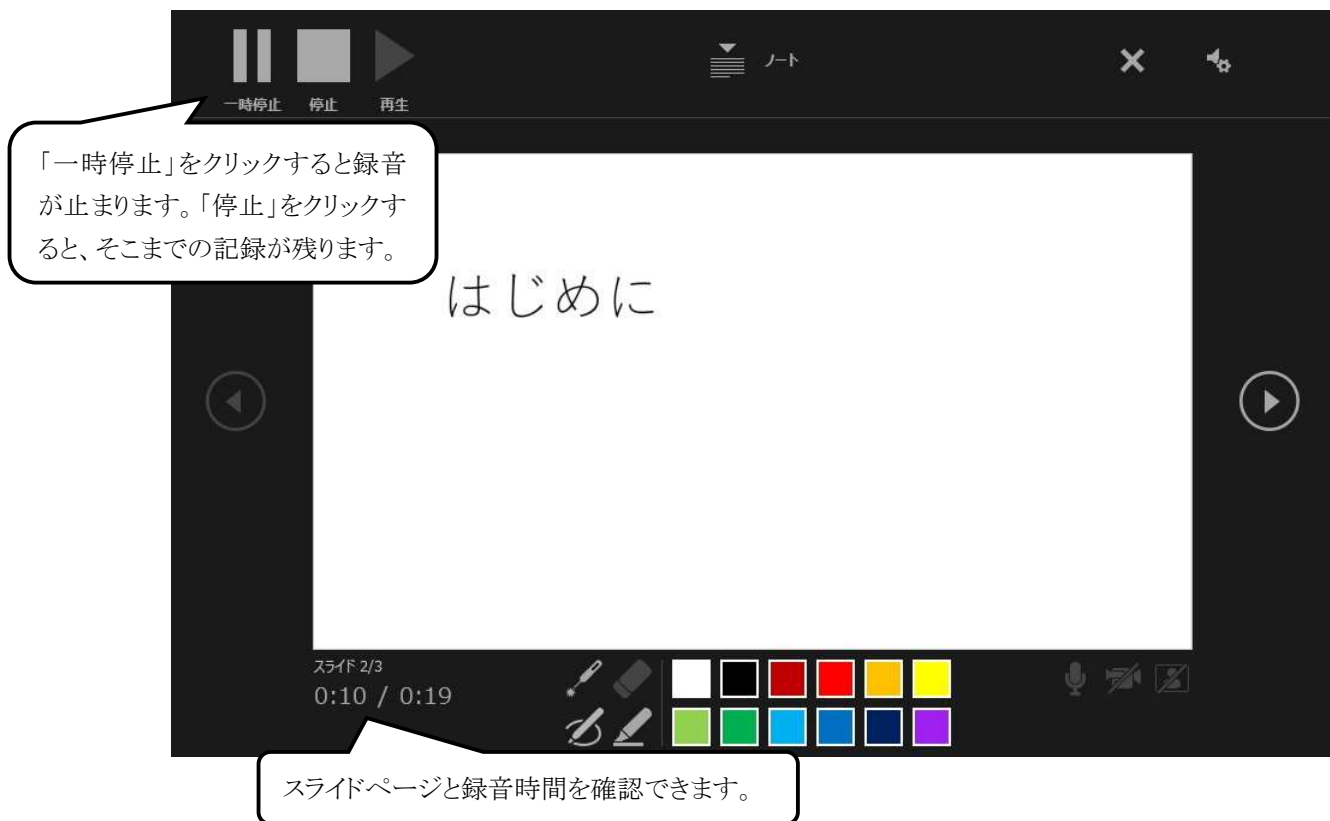 ノート
一時停止 停止 再生
「一時停止」をクリックすると録音
が止まります。「停止」をクリックす
ると、そこまでの記録が残ります。
はじめに
スライド 2/3
0:10 / 0:19
スライドページと録音時間を確認できます。